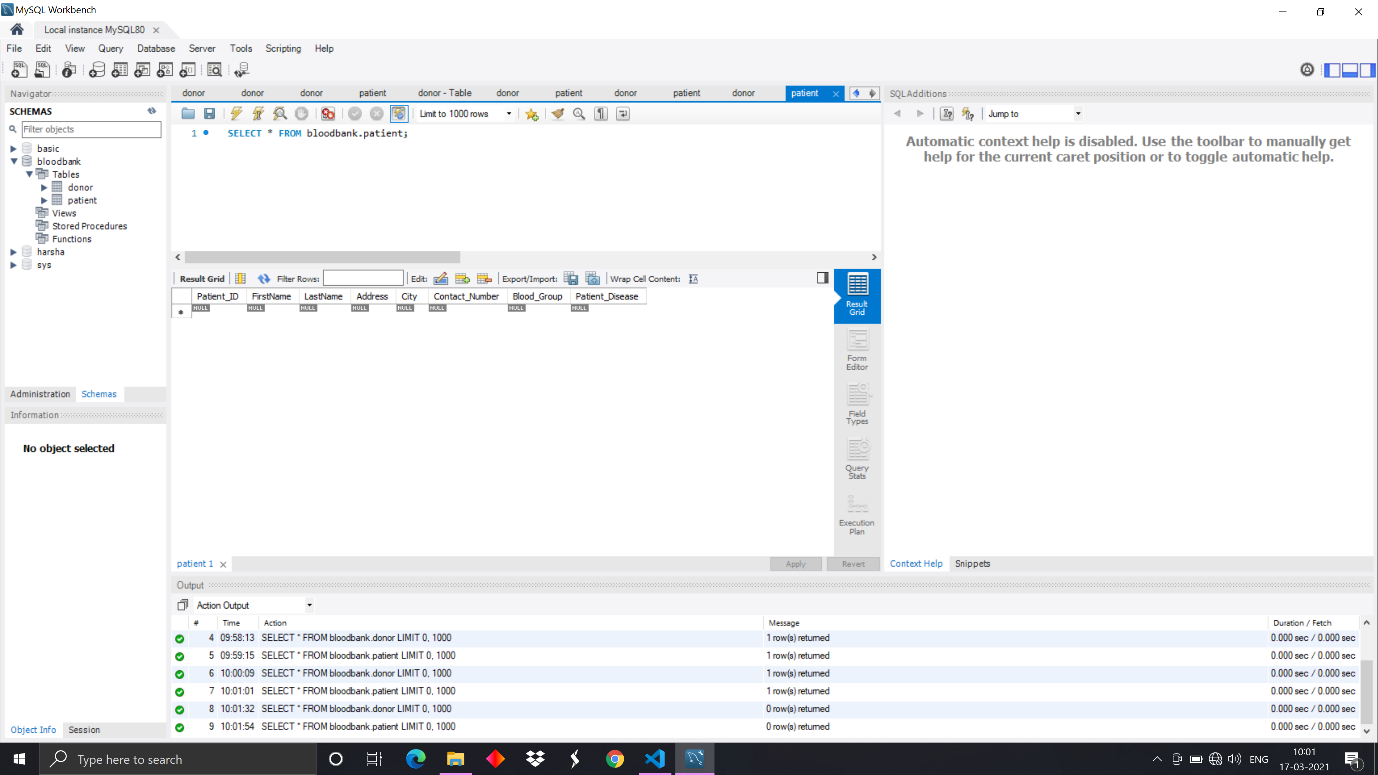 MySQL Workbench
Local instance MySQL80
File Edit View Query Database Server Tools Scripting Help
Navigator
SCHEMAS
Filter objects
basic
bloodbank
Tables
donor
patient
Views
Stored Procedures
Functions
harsha
sys
Administration Schemas
Information
No object selected
Object Info Session
donor donor donor patient donor - Table donor patient donor patient donor patient
Limit to 1000 rows
1 SELECT * FROM bloodbank.patient;
Result Grid Filter Rows: Edit: Export/Import: Wrap Cell Content:
Patient_ID FirstName LastName Address City Contact_Number Blood_Group Patient_Disease
NULL NULL NULL NULL NULL NULL NULL NULL
Result
Grid
Form
Editor
Field
Types
Query
Stats
Execution
Plan
patient 1 Apply Revert
SQLAdditions
Jump to
Automatic context help is disabled. Use the toolbar to manually get
help for the current caret position or to toggle automatic help.
Context Help Snippets
Output
Action Output
# Time Action Message Duration / Fetch
4 09:58:13 SELECT * FROM bloodbank.donor LIMIT 0, 1000 1 row(s) returned 0.000 sec / 0.000 sec
5 09:59:15 SELECT * FROM bloodbank.patient LIMIT 0, 1000 1 row(s) returned 0.000 sec / 0.000 sec
6 10:00:09 SELECT * FROM bloodbank.donor LIMIT 0, 1000 1 row(s) returned 0.000 sec / 0.000 sec
7 10:01:01 SELECT * FROM bloodbank.patient LIMIT 0, 1000 1 row(s) returned 0.000 sec / 0.000 sec
8 10:01:32 SELECT * FROM bloodbank.donor LIMIT 0, 1000 0 row(s) returned 0.000 sec / 0.000 sec
9 10:01:54 SELECT * FROM bloodbank.patient LIMIT 0, 1000 0 row(s) returned 0.000 sec / 0.000 sec
Type here to search
ENG
10:01
17-03-2021
1